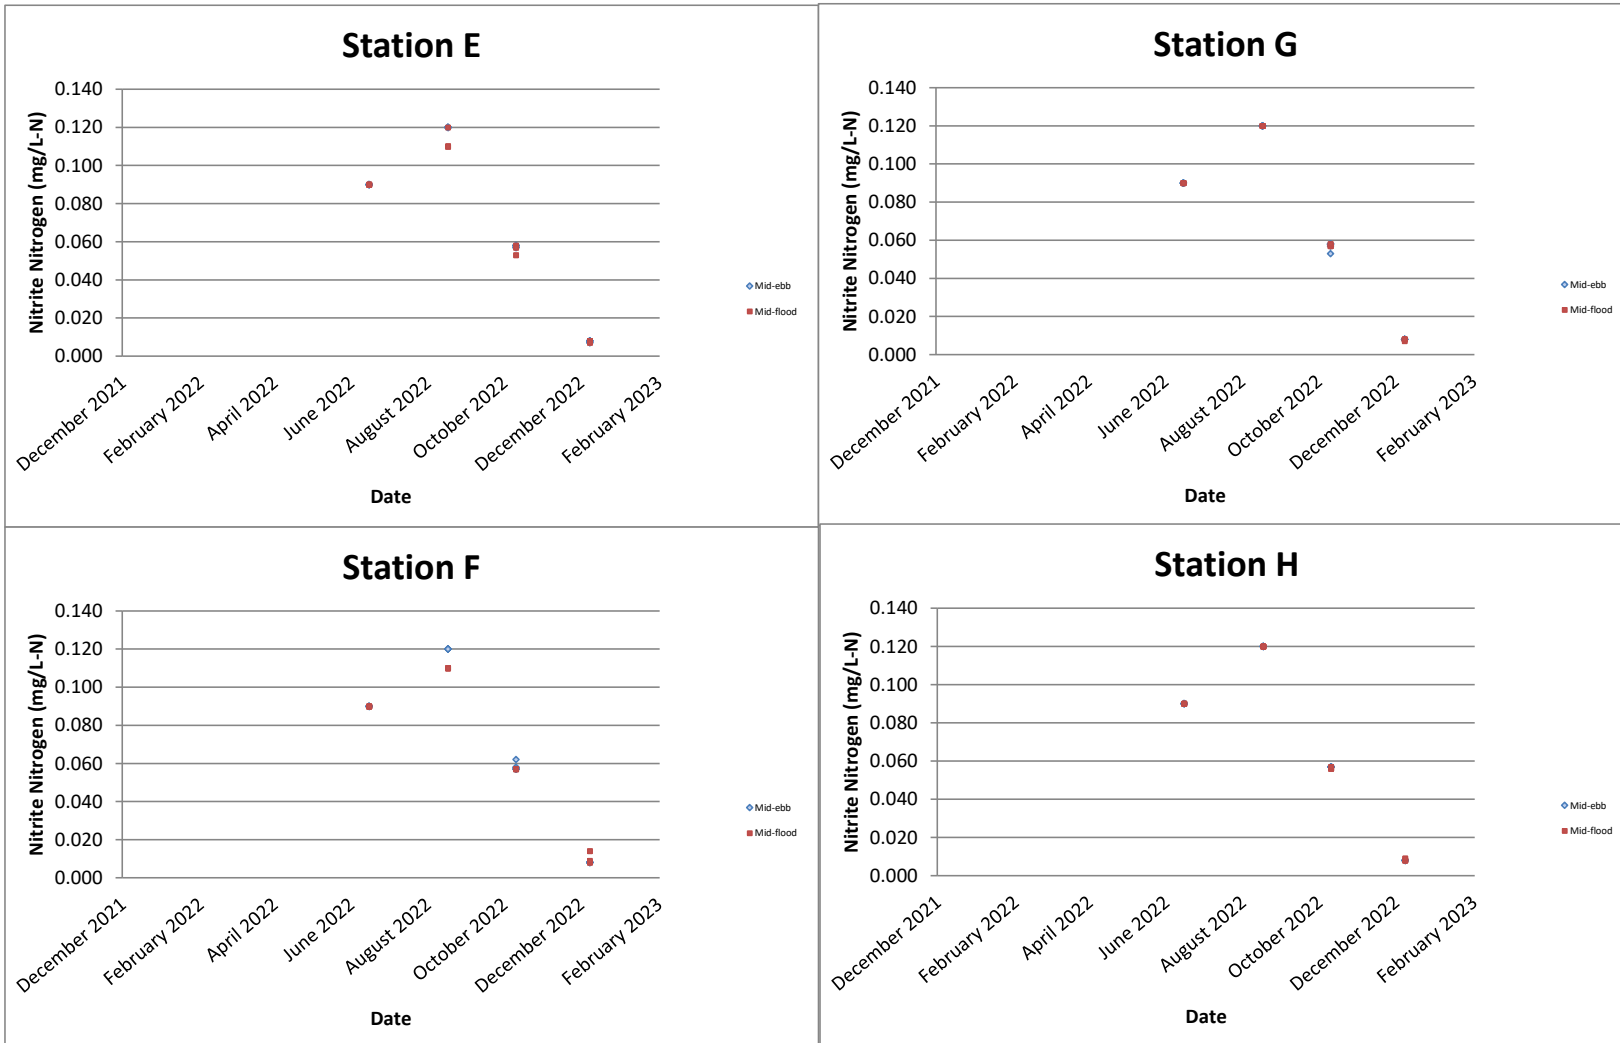 Station E
Nitrite Nitrogen (mg/L-N)
0.140
0.120
0.100
0.080
0.060
0.040
0.020
0.000
December 2021
February 2022
April 2022
June 2022
August 2022
October 2022
December 2022
February 2023
Date
Mid-ebb
Mid-flood
Station G
Nitrite Nitrogen (mg/L-N)
0.140
0.120
0.100
0.080
0.060
0.040
0.020
0.000
December 2021
February 2022
April 2022
June 2022
August 2022
October 2022
December 2022
February 2023
Date
Mid-ebb
Mid-flood
Station F
Nitrite Nitrogen (mg/L-N)
0.140
0.120
0.100
0.080
0.060
0.040
0.020
0.000
December 2021
February 2022
April 2022
June 2022
August 2022
October 2022
December 2022
February 2023
Date
Mid-ebb
Mid-flood
Station H
Nitrite Nitrogen (mg/L-N)
0.140
0.120
0.100
0.080
0.060
0.040
0.020
0.000
December 2021
February 2022
April 2022
June 2022
August 2022
October 2022
December 2022
February 2023
Date
Mid-ebb
Mid-flood